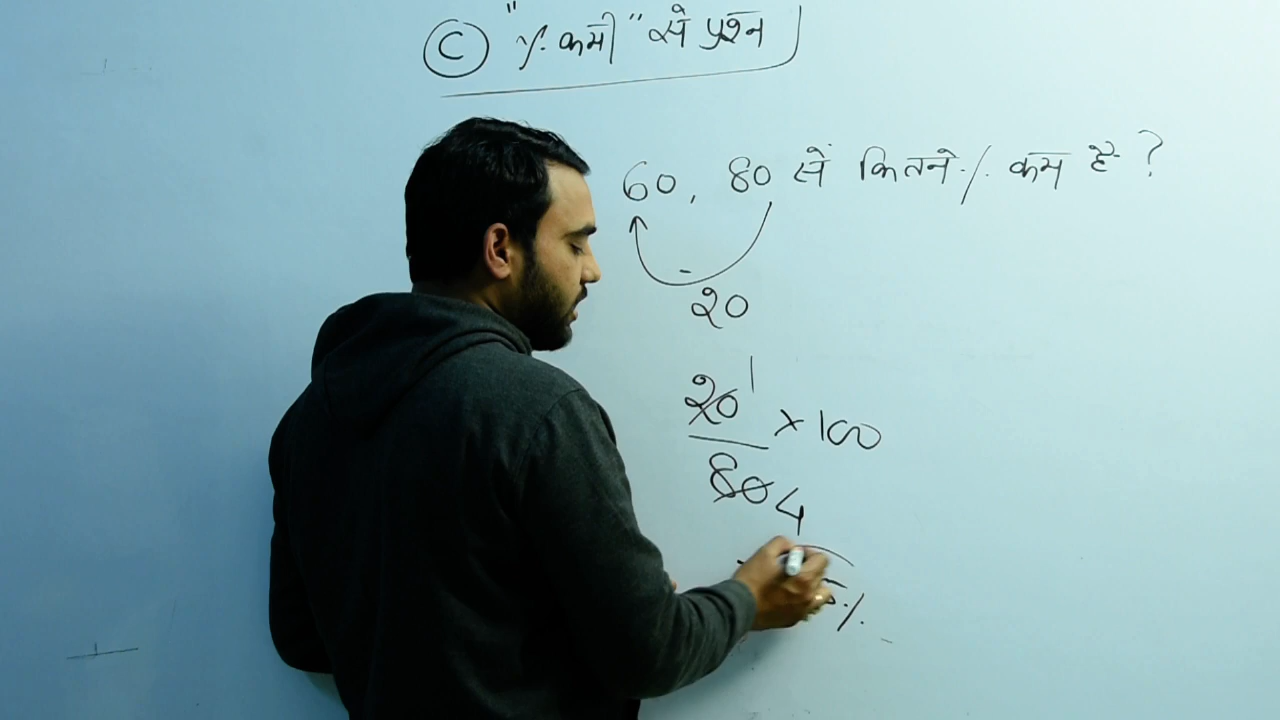 C "% कमी" से प्रश्न
60, 80 से कितने % कम है ?
-
20
20 1
80 4 × 100
%